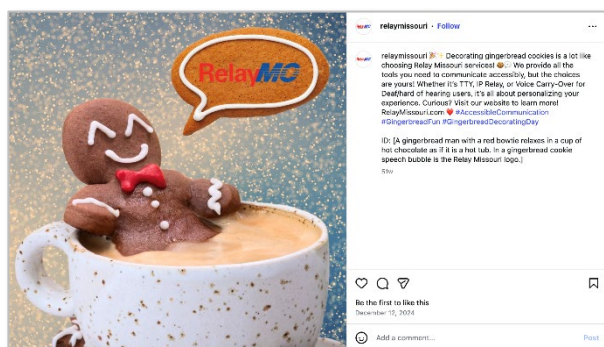 RelayMO
relaymissouri · Follow
relaymissouri 🎉✨ Decorating gingerbread cookies is a lot like
choosing Relay Missouri services! 🍪💬 We provide all the
tools you need to communicate accessibly, but the choices
are yours! Whether it's TTY, IP Relay, or Voice Carry-Over for
Deaf/hard of hearing users, it's all about personalizing your
experience. Curious? Visit our website to learn more!
RelayMissouri.com ❤️ #AccessibleCommunication
#GingerbreadFun #GingerbreadDecoratingDay
ID: [A gingerbread man with a red bowtie relaxes in a cup of
hot chocolate as if it is a hot tub. In a gingerbread cookie
speech bubble is the Relay Missouri logo.]
Be the first to like this
December 12, 2024
Add a comment...
Post